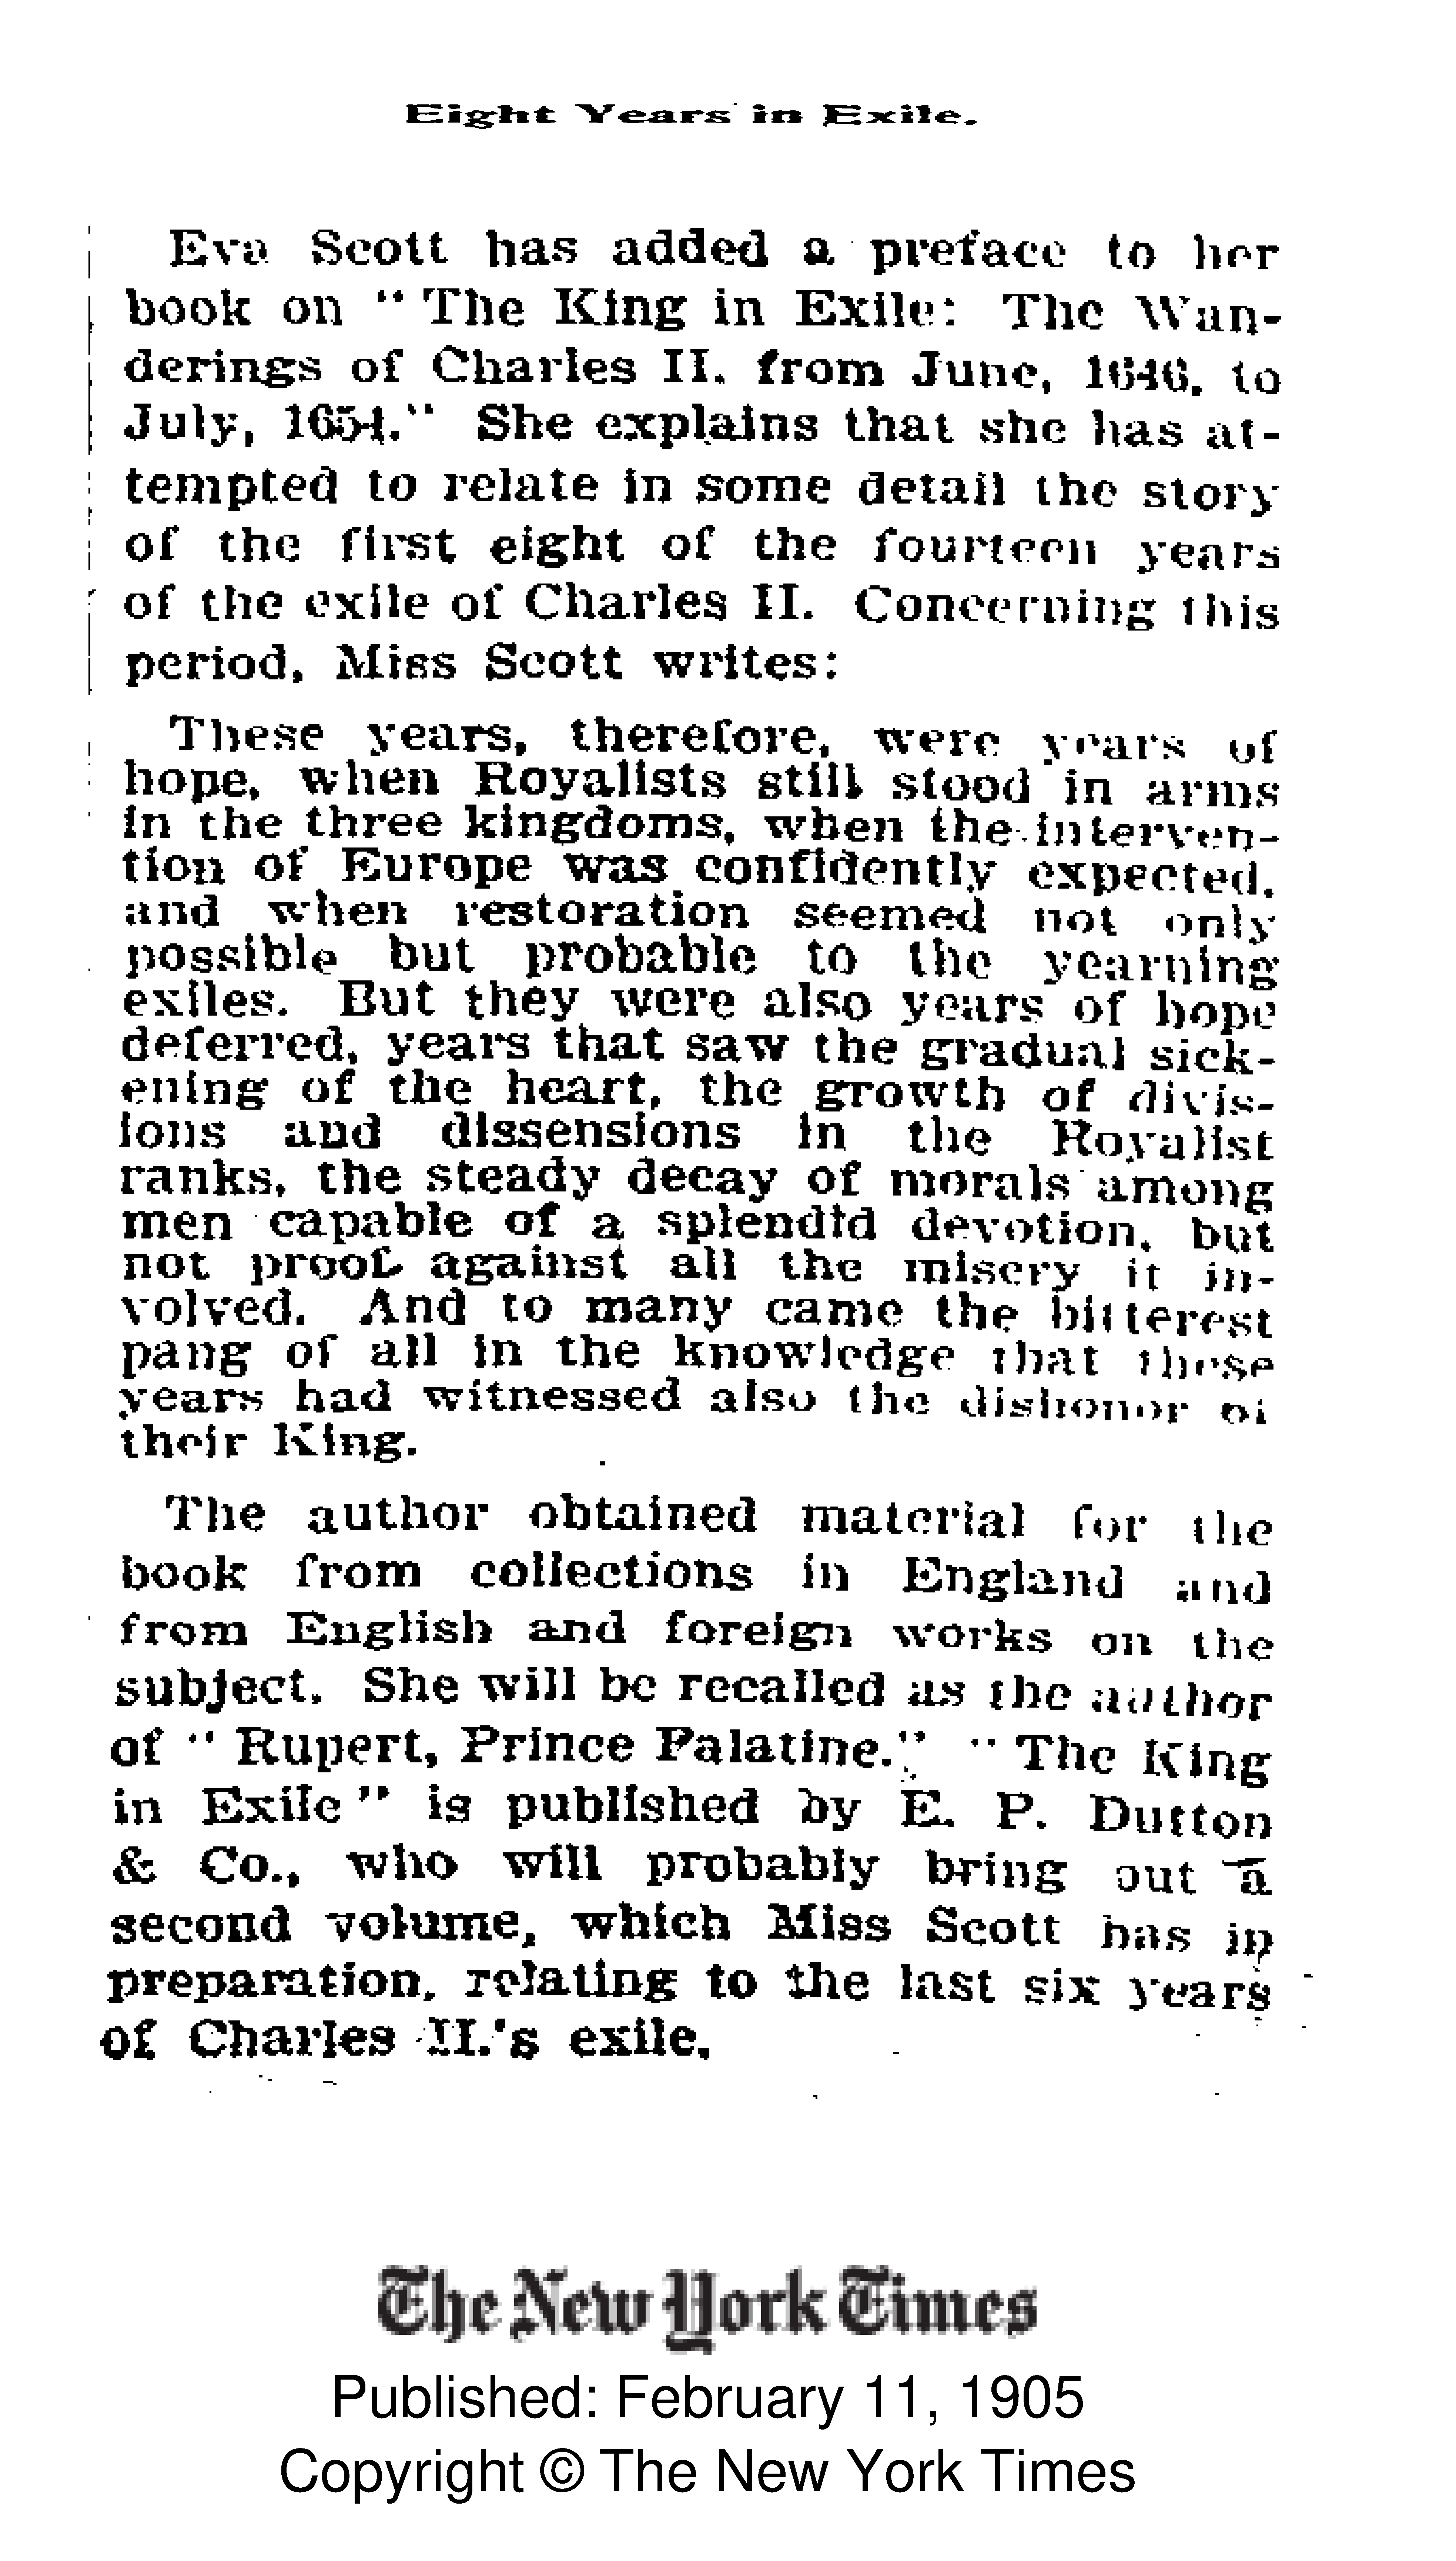 Eight Years in Exile.
Eva Scott has added a preface to her
book on "The King in Exile: The Wan-
derings of Charles II. from June, 1646, to
July, 1654." She explains that she has at-
tempted to relate in some detail the story
of the first eight of the fourteen years
of the exile of Charles II. Concerning this
period, Miss Scott writes:
These years, therefore, were years of
hope, when Royalists still stood in arms
in the three kingdoms, when the interven-
tion of Europe was confidently expected,
and when restoration seemed not only
possible but probable to the yearning
exiles. But they were also years of hope
deferred, years that saw the gradual sick-
ening of the heart, the growth of divis-
ions and dissensions in the Royalist
ranks, the steady decay of morals among
men capable of a splendid devotion, but
not proof against all the misery it in-
volved. And to many came the bitterest
pang of all in the knowledge that these
years had witnessed also the dishonor of
their King.
The author obtained material for the
book from collections in England and
from English and foreign works on the
subject. She will be recalled as the author
of "Rupert, Prince Palatine." "The King
in Exile" is published by E. P. Dutton
& Co., who will probably bring out a
second volume, which Miss Scott has in
preparation, relating to the last six years
of Charles II.'s exile.
The New York Times
Published: February 11, 1905
Copyright © The New York Times